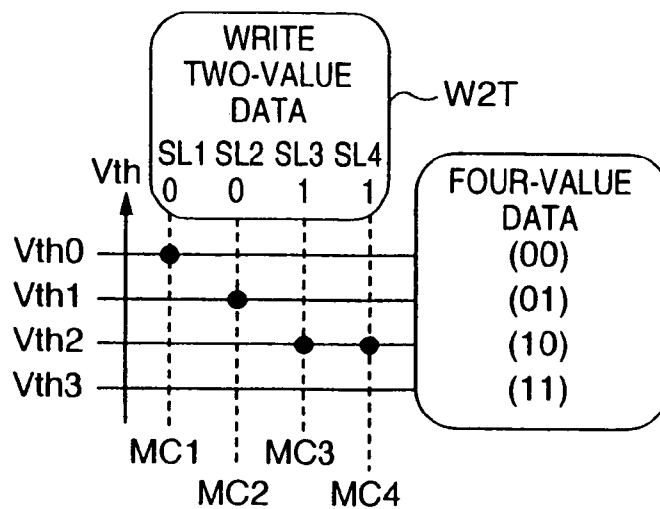 WRITE
TWO-VALUE
DATA
W2T
SL1 SL2 SL3 SL4
0 0 1 1
Vth
FOUR-VALUE
DATA
Vth0 (00)
Vth1 (01)
Vth2 (10)
Vth3 (11)
MC1 MC3
MC2 MC4